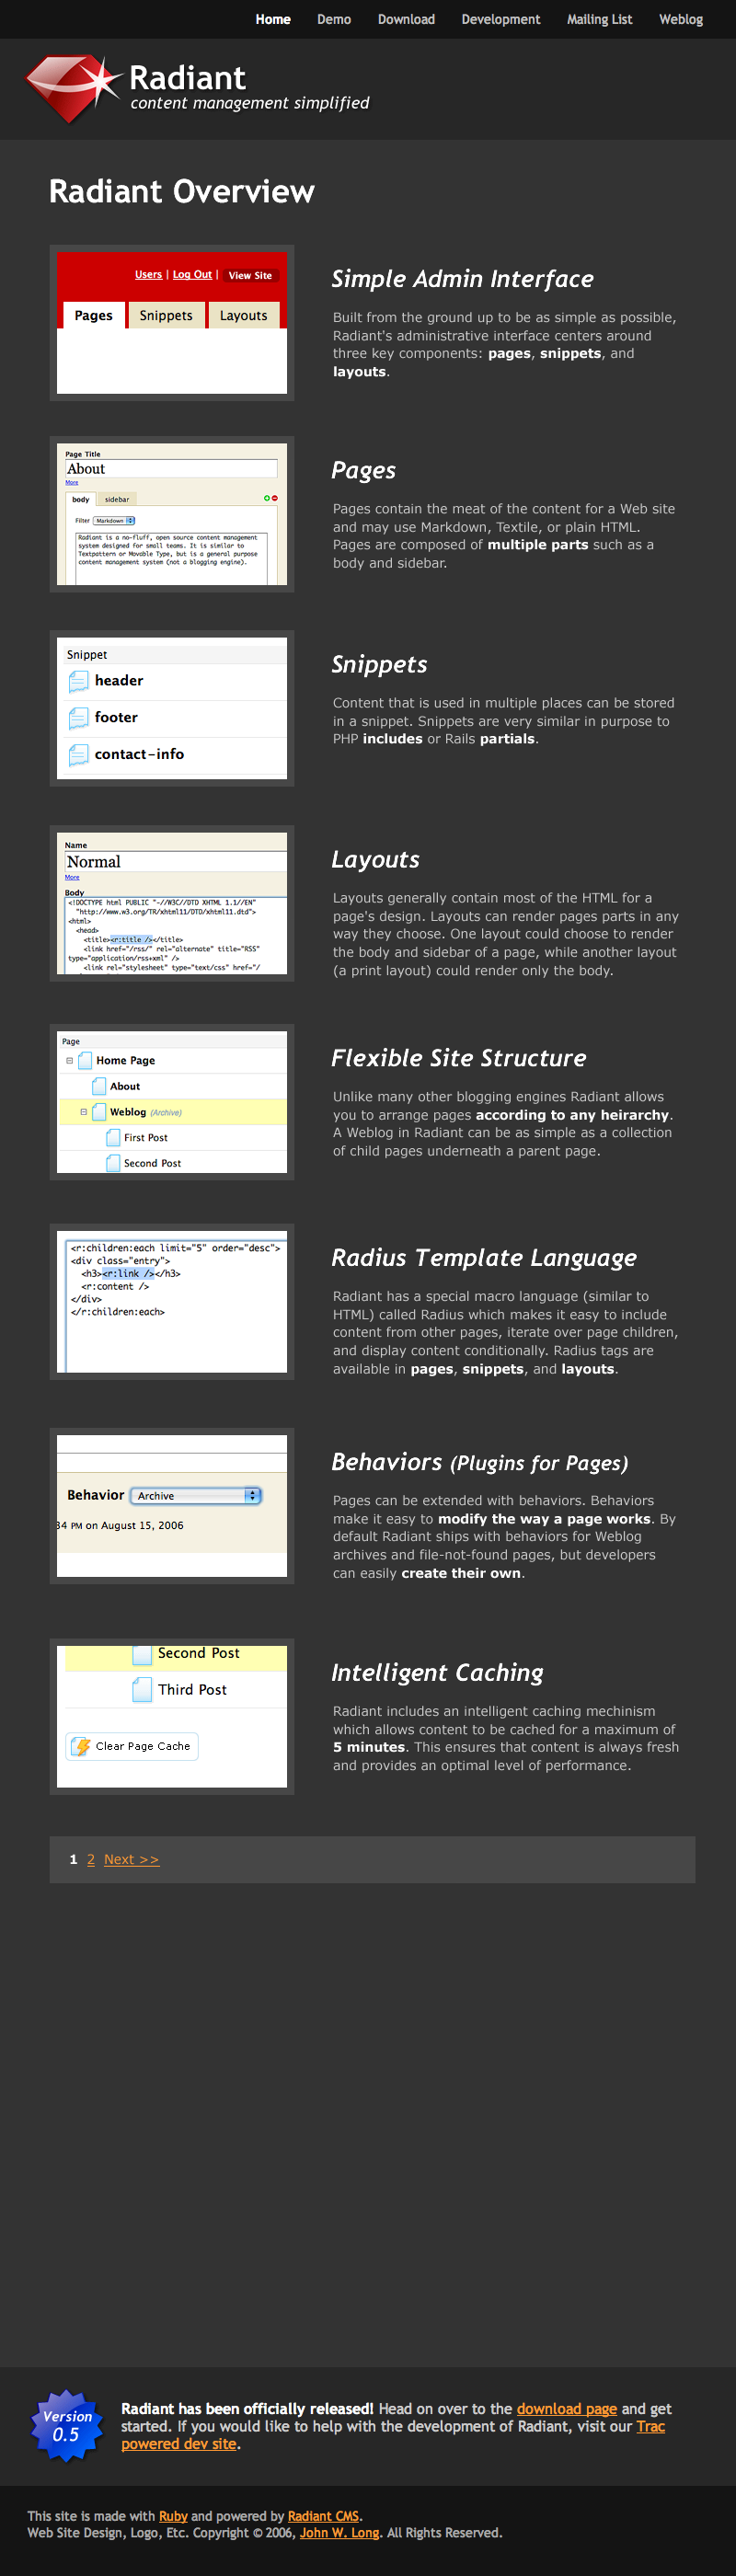 Home Demo Download Development Mailing List Weblog
Radiant
content management simplified
Radiant Overview
Users | Log Out | View Site
Pages Snippets Layouts
Simple Admin Interface
Built from the ground up to be as simple as possible,
Radiant's administrative interface centers around
three key components: pages, snippets, and
layouts.
Page Title
About
More
body sidebar
Filter Markdown
Radiant is a no-fluff, open source content management
system designed for small teams. It is similar to
Textpattern or Movable Type, but is a general purpose
content management system (not a blogging engine).
Pages
Pages contain the meat of the content for a Web site
and may use Markdown, Textile, or plain HTML.
Pages are composed of multiple parts such as a
body and sidebar.
Snippet
header
footer
contact-info
Snippets
Content that is used in multiple places can be stored
in a snippet. Snippets are very similar in purpose to
PHP includes or Rails partials.
Name
Normal
More
Body
<!DOCTYPE html PUBLIC "-//W3C//DTD XHTML 1.1//EN"
"http://www.w3.org/TR/xhtml11/DTD/xhtml11.dtd">
<html>
<head>
<title><r:title /></title>
<link href="/rss/" rel="alternate" title="RSS"
type="application/rss+xml" />
<link rel="stylesheet" type="text/css" href="/
Layouts
Layouts generally contain most of the HTML for a
page's design. Layouts can render pages parts in any
way they choose. One layout could choose to render
the body and sidebar of a page, while another layout
(a print layout) could render only the body.
Page
Home Page
About
Weblog (Archive)
First Post
Second Post
Flexible Site Structure
Unlike many other blogging engines Radiant allows
you to arrange pages according to any heirarchy.
A Weblog in Radiant can be as simple as a collection
of child pages underneath a parent page.
<r:children:each limit="5" order="desc">
<div class="entry">
<h3><r:link /></h3>
<r:content />
</div>
</r:children:each>
Radius Template Language
Radiant has a special macro language (similar to
HTML) called Radius which makes it easy to include
content from other pages, iterate over page children,
and display content conditionally. Radius tags are
available in pages, snippets, and layouts.
Behavior Archive
34 PM on August 15, 2006
Behaviors (Plugins for Pages)
Pages can be extended with behaviors. Behaviors
make it easy to modify the way a page works. By
default Radiant ships with behaviors for Weblog
archives and file-not-found pages, but developers
can easily create their own.
Second Post
Third Post
Clear Page Cache
Intelligent Caching
Radiant includes an intelligent caching mechinism
which allows content to be cached for a maximum of
5 minutes. This ensures that content is always fresh
and provides an optimal level of performance.
1 2 Next >>
Version
0.5
Radiant has been officially released! Head on over to the download page and get
started. If you would like to help with the development of Radiant, visit our Trac
powered dev site.
This site is made with Ruby and powered by Radiant CMS.
Web Site Design, Logo, Etc. Copyright © 2006, John W. Long. All Rights Reserved.